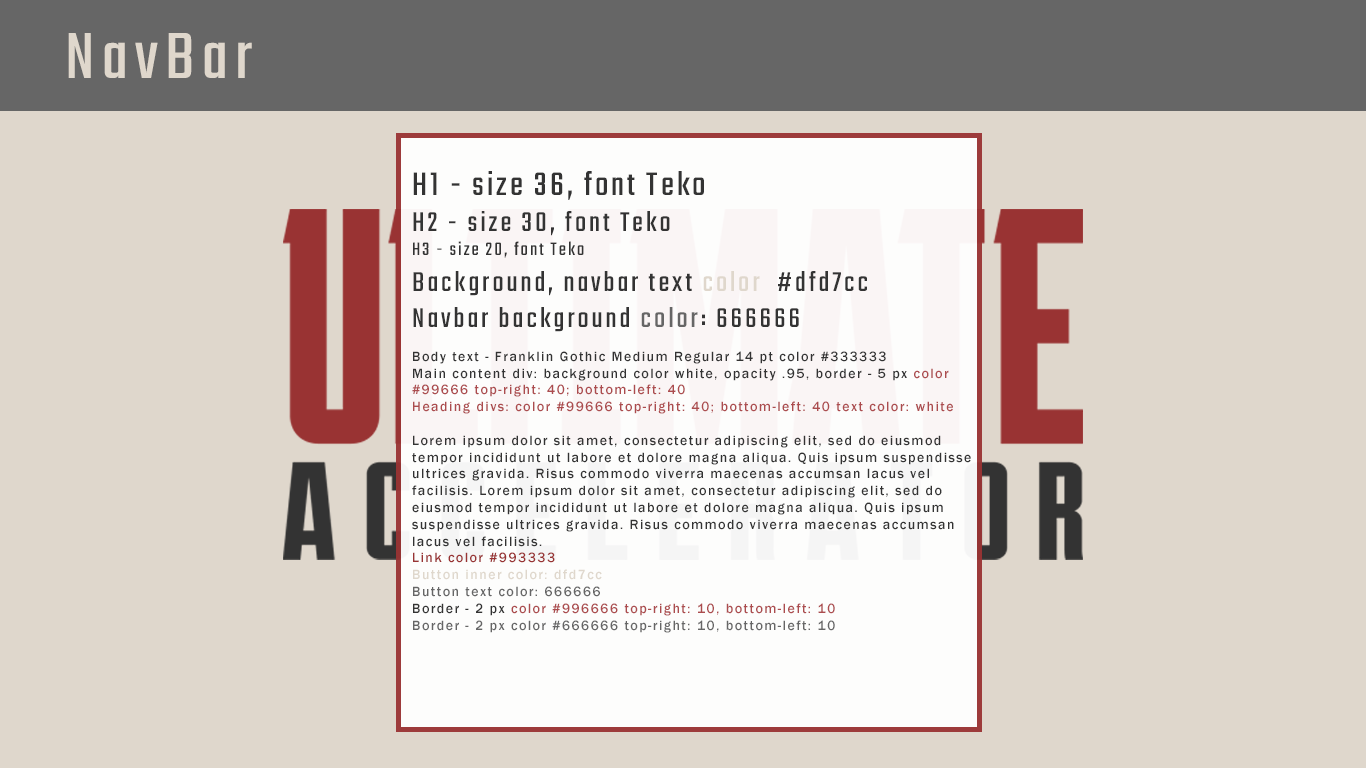 NavBar
H1 - size 36, font Teko
H2 - size 30, font Teko
H3 - size 20, font Teko
Background, navbar text color #dfd7cc
Navbar background color: 666666
Body text - Franklin Gothic Medium Regular 14 pt color #333333
Main content div: background color white, opacity .95, border - 5 px color
#99666 top-right: 40; bottom-left: 40
Heading divs: color #99666 top-right: 40; bottom-left: 40 text color: white
Lorem ipsum dolor sit amet, consectetur adipiscing elit, sed do eiusmod
tempor incididunt ut labore et dolore magna aliqua. Quis ipsum suspendisse
ultrices gravida. Risus commodo viverra maecenas accumsan lacus vel
facilisis. Lorem ipsum dolor sit amet, consectetur adipiscing elit, sed do
eiusmod tempor incididunt ut labore et dolore magna aliqua. Quis ipsum
suspendisse ultrices gravida. Risus commodo viverra maecenas accumsan
lacus vel facilisis.
Link color #993333
Button inner color: dfd7cc
Button text color: 666666
Border - 2 px color #996666 top-right: 10, bottom-left: 10
Border - 2 px color #666666 top-right: 10, bottom-left: 10
ULTIMATE
ACCELERATOR